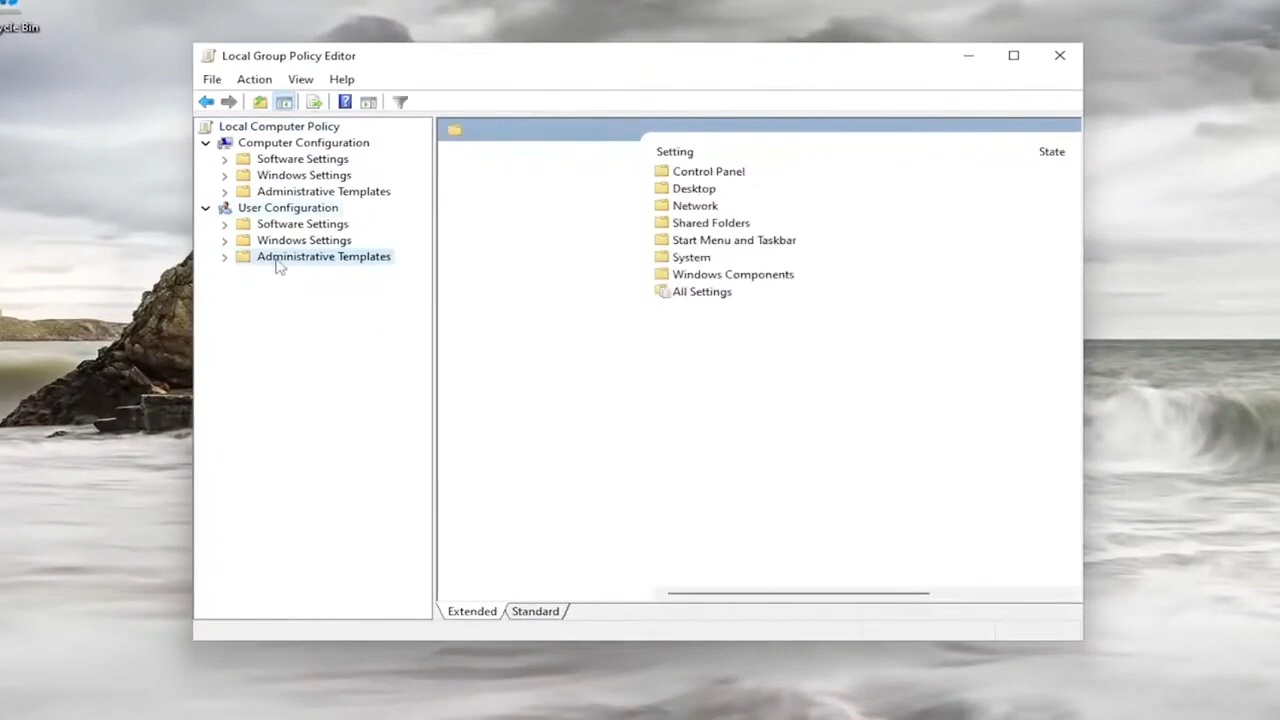 cycle Bin
Local Group Policy Editor
File Action View Help
Local Computer Policy
Computer Configuration
Software Settings
Windows Settings
Administrative Templates
User Configuration
Software Settings
Windows Settings
Administrative Templates
Setting State
Control Panel
Desktop
Network
Shared Folders
Start Menu and Taskbar
System
Windows Components
All Settings
Extended Standard